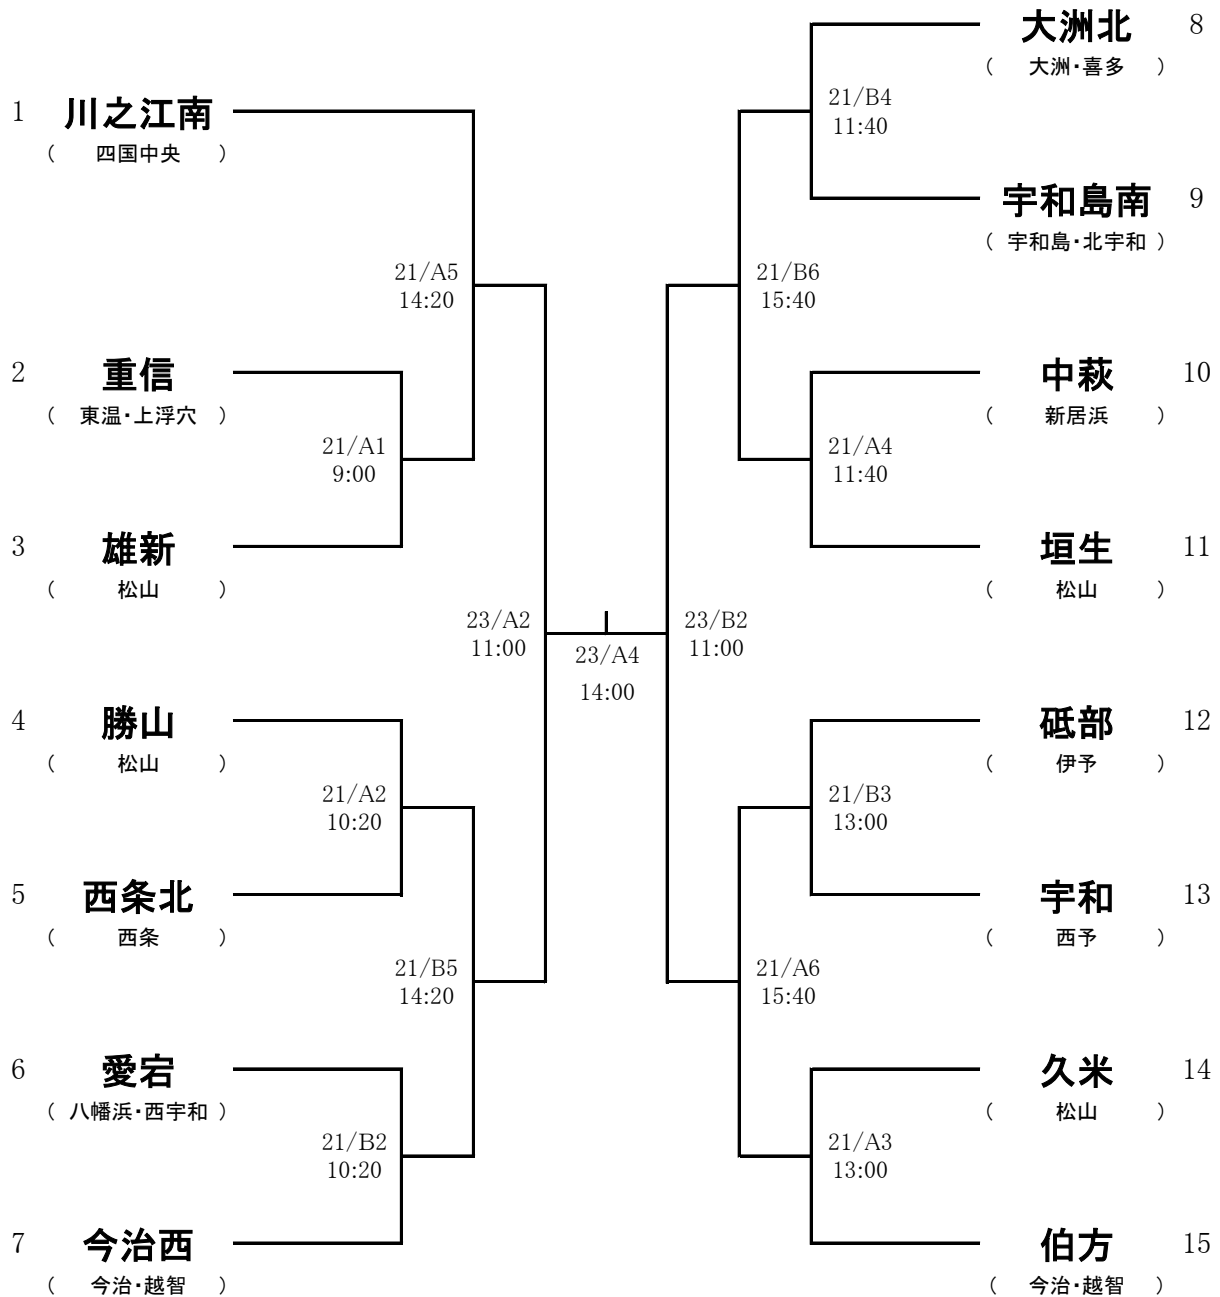 1 川之江南
( 四国中央 )
21/A5
14:20
2 重信
( 東温・上浮穴 )
21/A1
9:00
3 雄新
( 松山 )
23/A2
11:00
4 勝山
( 松山 )
21/A2
10:20
5 西条北
( 西条 )
21/B5
14:20
6 愛宕
( 八幡浜・西宇和 )
21/B2
10:20
7 今治西
( 今治・越智 )
23/A4
14:00
大洲北 8
( 大洲・喜多 )
21/B4
11:40
宇和島南 9
( 宇和島・北宇和 )
21/B6
15:40
中萩 10
( 新居浜 )
21/A4
11:40
垣生 11
( 松山 )
23/B2
11:00
砥部 12
( 伊予 )
21/B3
13:00
宇和 13
( 西予 )
21/A6
15:40
久米 14
( 松山 )
21/A3
13:00
伯方 15
( 今治・越智 )